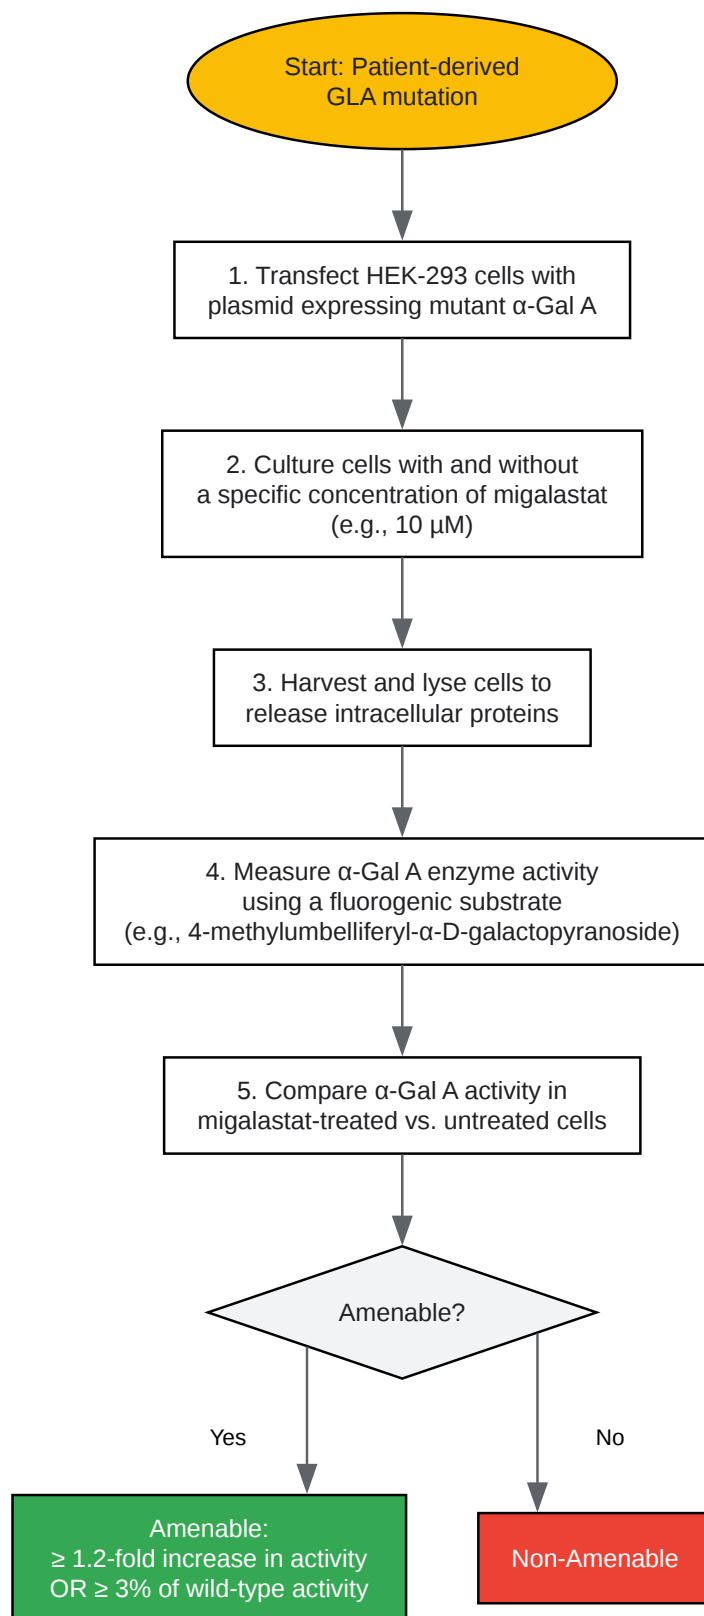 Start: Patient-derived
GLA mutation
1. Transfect HEK-293 cells with
plasmid expressing mutant α-Gal A
2. Culture cells with and without
a specific concentration of migalastat
(e.g., 10 µM)
3. Harvest and lyse cells to
release intracellular proteins
4. Measure α-Gal A enzyme activity
using a fluorogenic substrate
(e.g., 4-methylumbelliferyl-α-D-galactopyranoside)
5. Compare α-Gal A activity in
migalastat-treated vs. untreated cells
Amenable?
Yes
No
Amenable:
≥ 1.2-fold increase in activity
OR ≥ 3% of wild-type activity
Non-Amenable